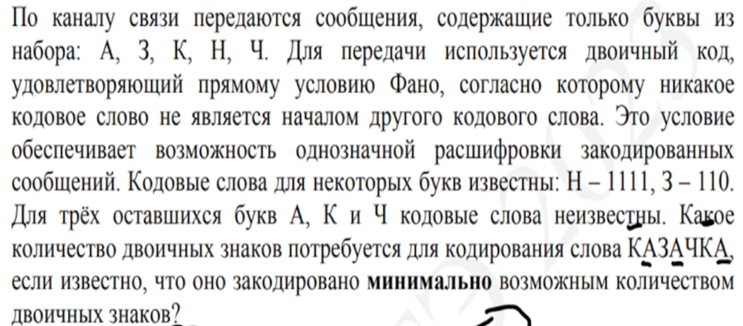 По каналу связи передаются сообщения, содержащие только буквы из
набора: А, З, К, Н, Ч. Для передачи используется двоичный код,
удовлетворяющий прямому условию Фано, согласно которому никакое
кодовое слово не является началом другого кодового слова. Это условие
обеспечивает возможность однозначной расшифровки закодированных
сообщений. Кодовые слова для некоторых букв известны: Н – 1111, З – 110.
Для трёх оставшихся букв А, К и Ч кодовые слова неизвестны. Какое
количество двоичных знаков потребуется для кодирования слова КАЗАЧКА,
если известно, что оно закодировано минимально возможным количеством
двоичных знаков?